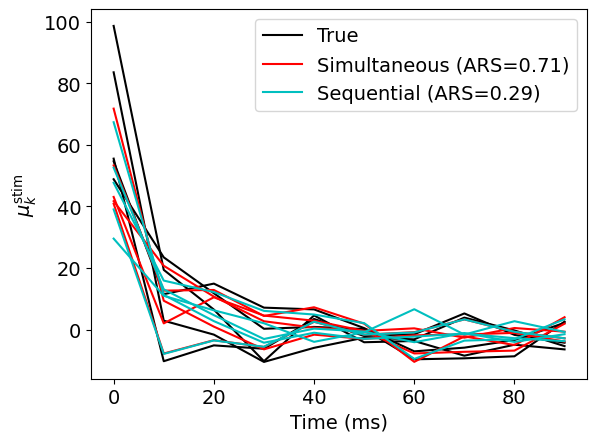 100
80
60
40
20
0
μ_k^stim
True
Simultaneous (ARS=0.71)
Sequential (ARS=0.29)
0 20 40 60 80
Time (ms)